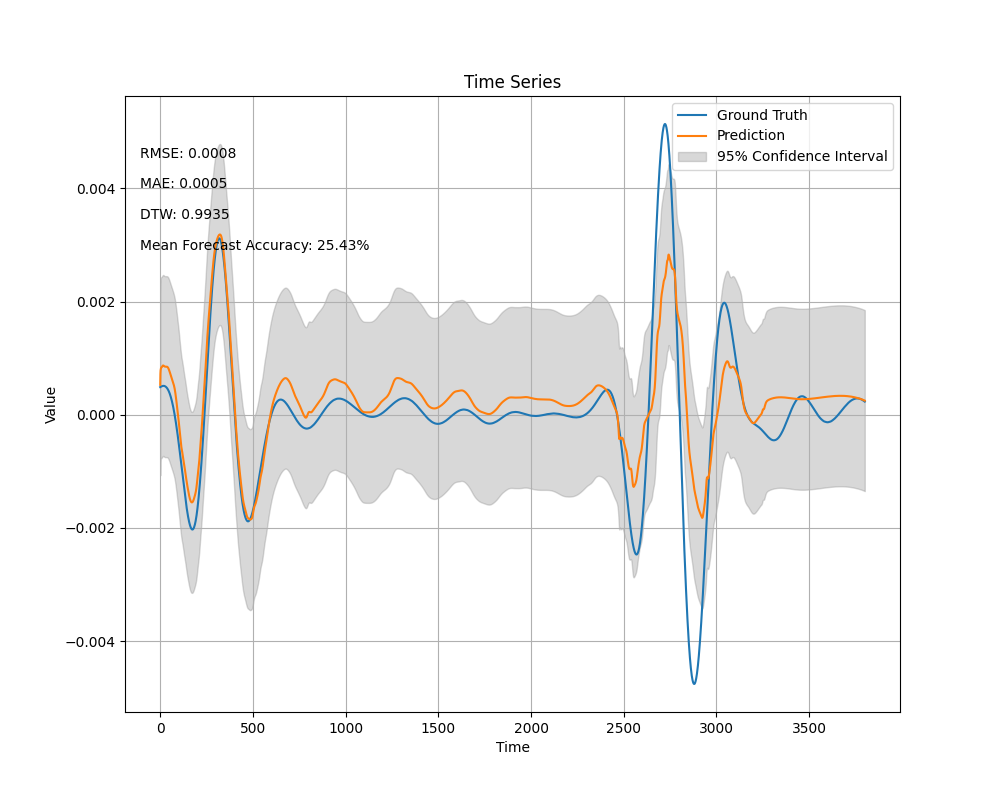 Time Series
Ground Truth
Prediction
95% Confidence Interval
RMSE: 0.0008
MAE: 0.0005
DTW: 0.9935
Mean Forecast Accuracy: 25.43%
Value
0.004
0.002
0.000
−0.002
−0.004
0 500 1000 1500 2000 2500 3000 3500
Time